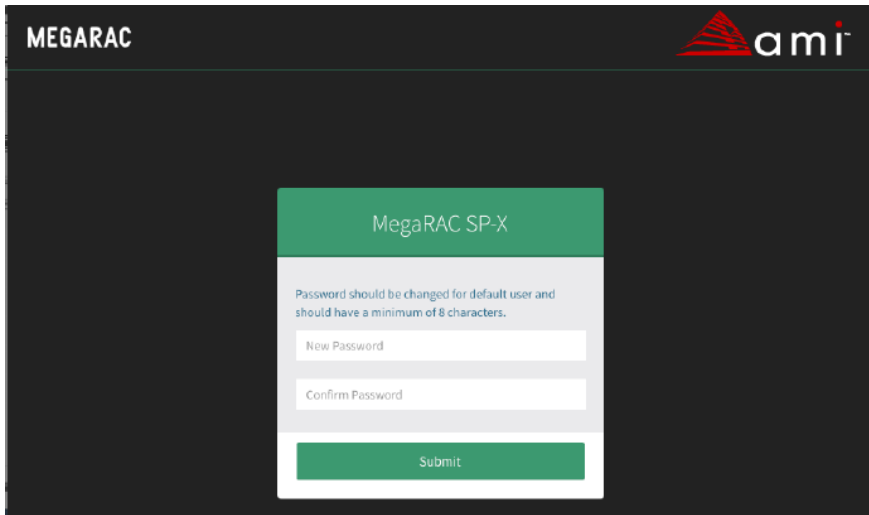 MEGARAC
ami™
MegaRAC SP-X
Password should be changed for default user and
should have a minimum of 8 characters.
New Password
Confirm Password
Submit